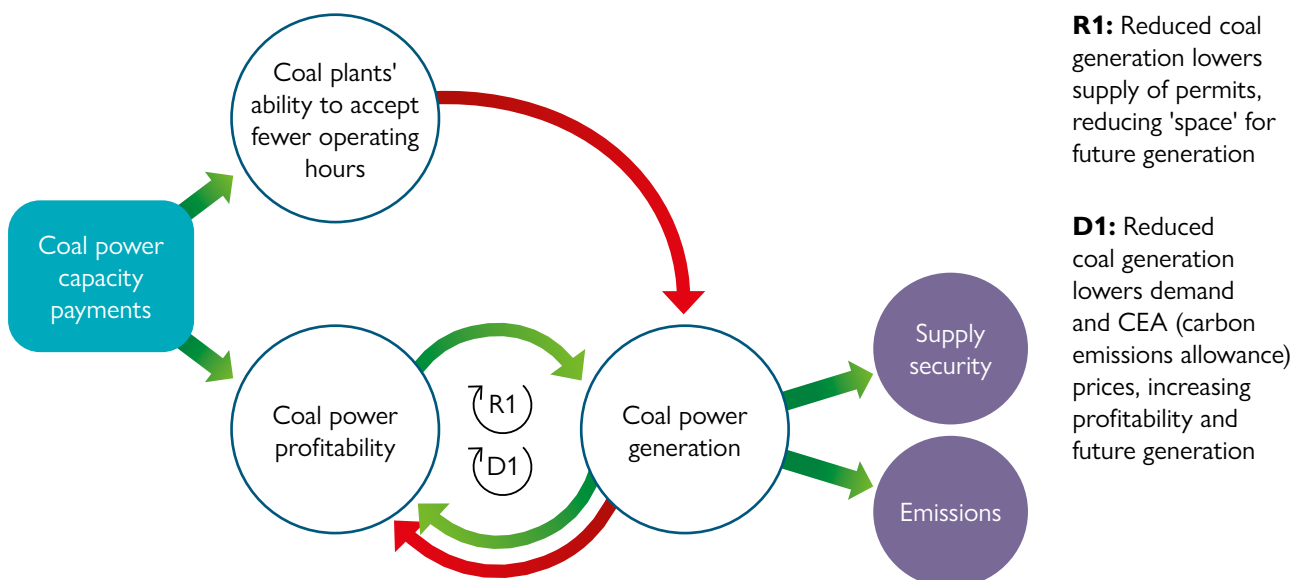 Coal plants'
ability to accept
fewer operating
hours
Coal power
capacity
payments
Coal power
profitability
R1
D1
Coal power
generation
Supply
security
Emissions
R1: Reduced coal
generation lowers
supply of permits,
reducing 'space' for
future generation
D1: Reduced
coal generation
lowers demand
and CEA (carbon
emissions allowance)
prices, increasing
profitability and
future generation